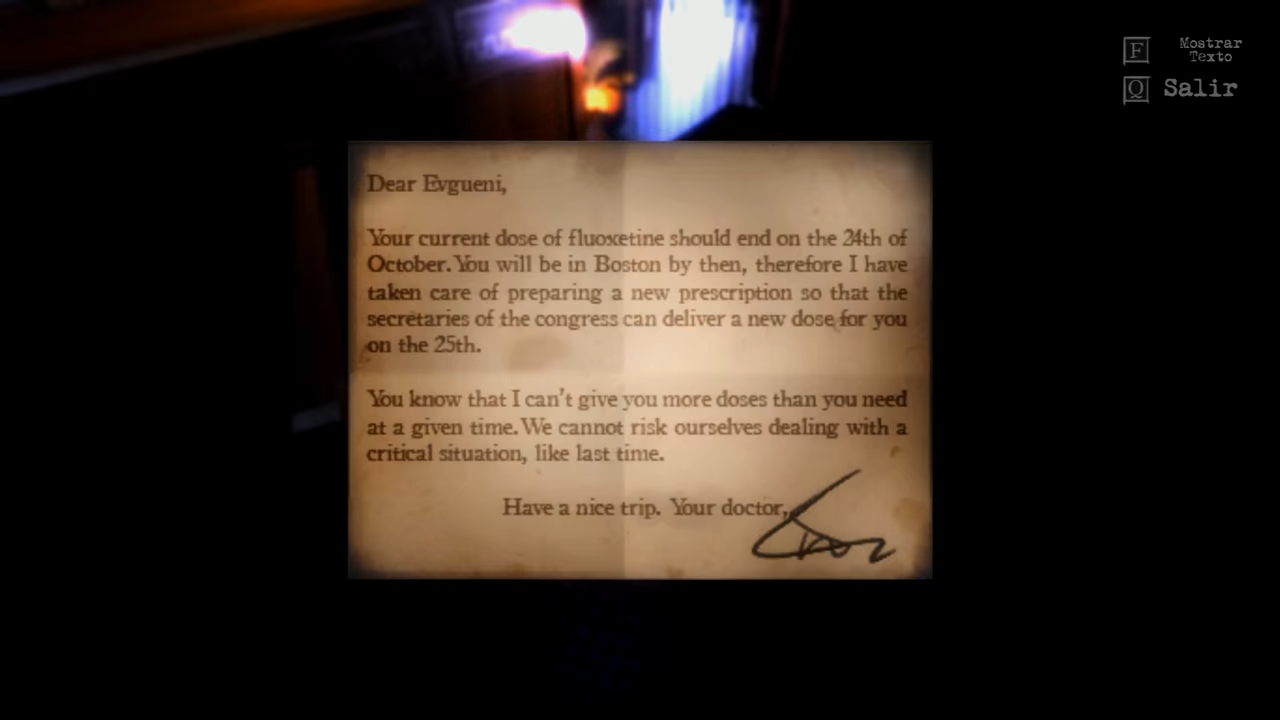 F Mostrar
Texto
Q Salir
Dear Evgueni,
Your current dose of fluoxetine should end on the 24th of
October. You will be in Boston by then, therefore I have
taken care of preparing a new prescription so that the
secretaries of the congress can deliver a new dose for you
on the 25th.
You know that I can't give you more doses than you need
at a given time. We cannot risk ourselves dealing with a
critical situation, like last time.
Have a nice trip. Your doctor,